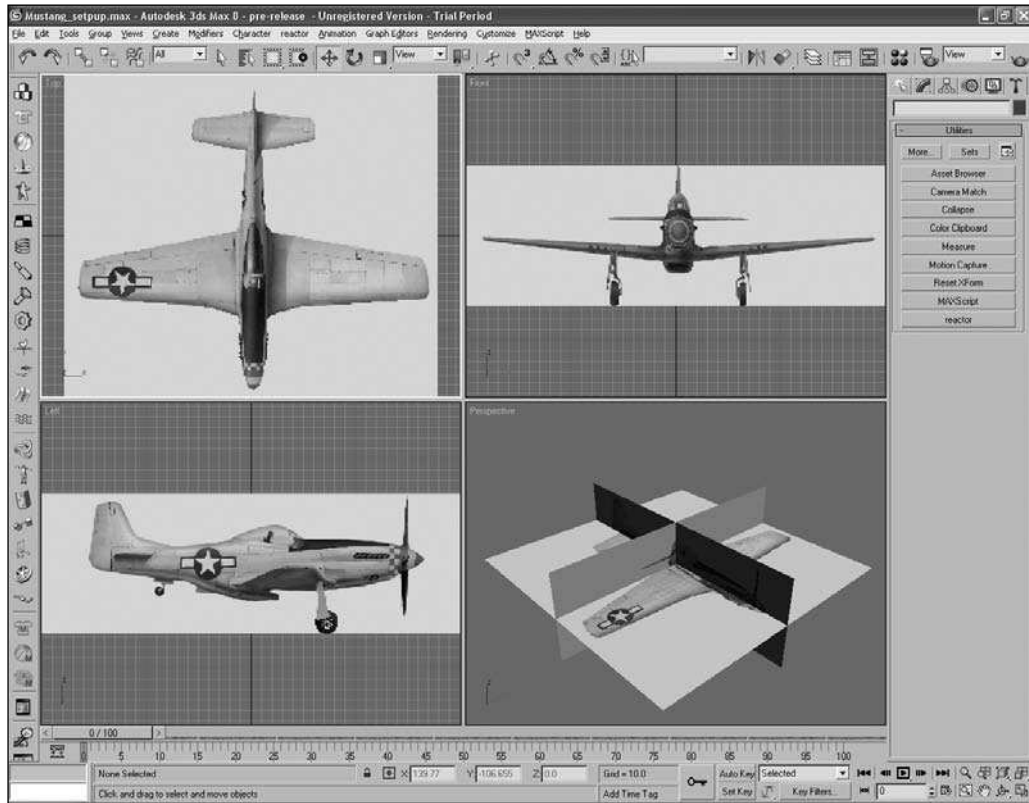 Mustang_setpup.max - Autodesk 3ds Max 8 - pre-release - Unregistered Version - Trial Period
File Edit Tools Group Views Create Modifiers Character reactor Animation Graph Editors Rendering Customize MAXScript Help
All View View
Top
Front
Utilities
More... Sets
Asset Browser
Camera Match
Collapse
Color Clipboard
Measure
Motion Capture
Reset XForm
MAXScript
reactor
Left
Perspective
0 / 100
0 5 10 15 20 25 30 35 40 45 50 55 60 65 70 75 80 85 90 95 100
None Selected X: 139.77 Y: -106.655 Z: 0.0 Grid = 10.0 Auto Key Selected
Click and drag to select and move objects Add Time Tag Set Key Key Filters... 0